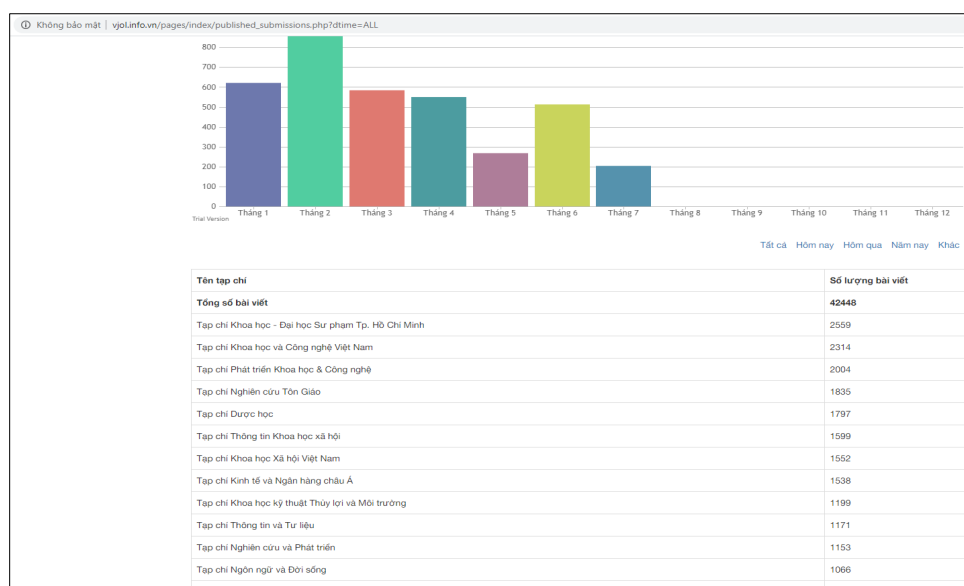 Không bảo mật | vjol.info.vn/pages/index/published_submissions.php?dtime=ALL
800
700
600
500
400
300
200
100
0
Tháng 1 Tháng 2 Tháng 3 Tháng 4 Tháng 5 Tháng 6 Tháng 7 Tháng 8 Tháng 9 Tháng 10 Tháng 11 Tháng 12
Trial Version
Tất cả Hôm nay Hôm qua Năm nay Khác
Tên tạp chí Số lượng bài viết
Tổng số bài viết 42448
Tạp chí Khoa học - Đại học Sư phạm Tp. Hồ Chí Minh 2559
Tạp chí Khoa học và Công nghệ Việt Nam 2314
Tạp chí Phát triển Khoa học & Công nghệ 2004
Tạp chí Nghiên cứu Tôn Giáo 1835
Tạp chí Dược học 1797
Tạp chí Thông tin Khoa học xã hội 1599
Tạp chí Khoa học Xã hội Việt Nam 1552
Tạp chí Kinh tế và Ngân hàng châu Á 1538
Tạp chí Khoa học kỹ thuật Thủy lợi và Môi trường 1199
Tạp chí Thông tin và Tư liệu 1171
Tạp chí Nghiên cứu và Phát triển 1153
Tạp chí Ngôn ngữ và Đời sống 1066